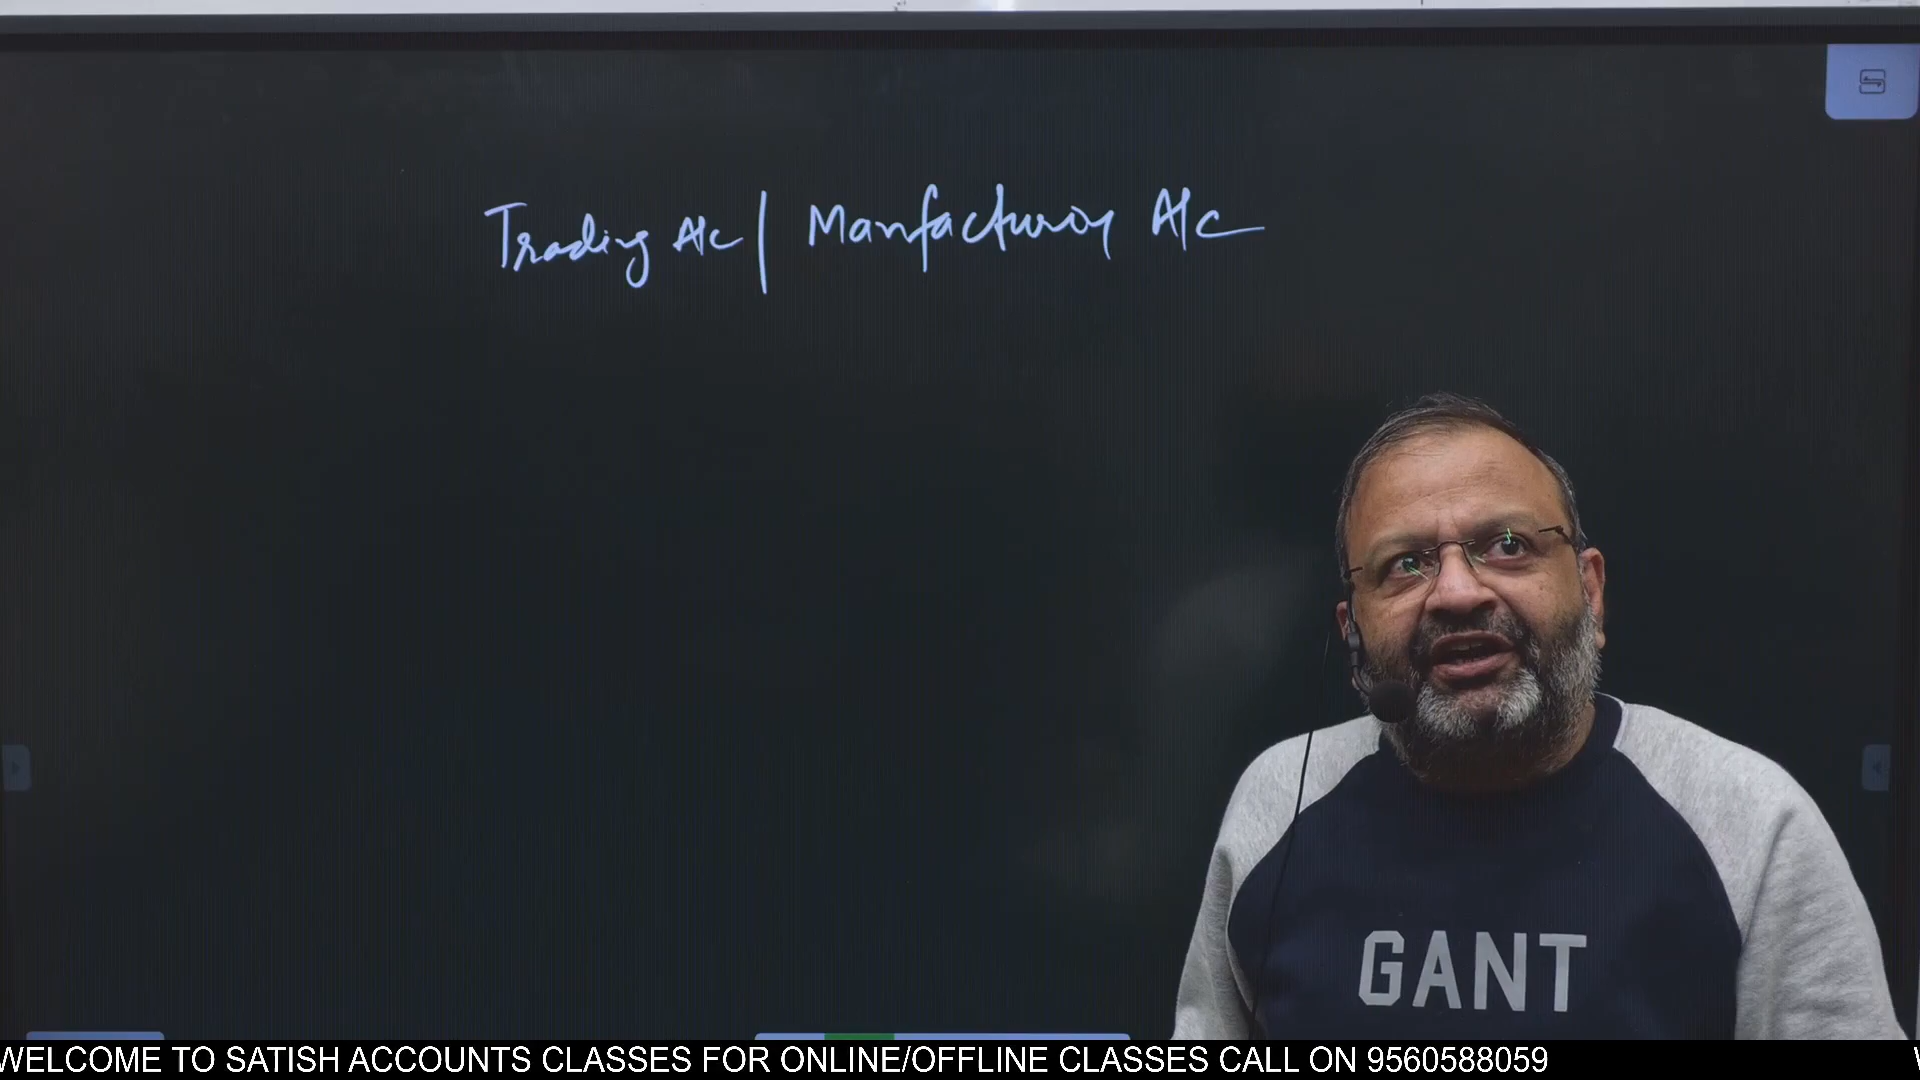 Trading A/c | Manfacturing A/c
GANT
WELCOME TO SATISH ACCOUNTS CLASSES FOR ONLINE/OFFLINE CLASSES CALL ON 9560588059